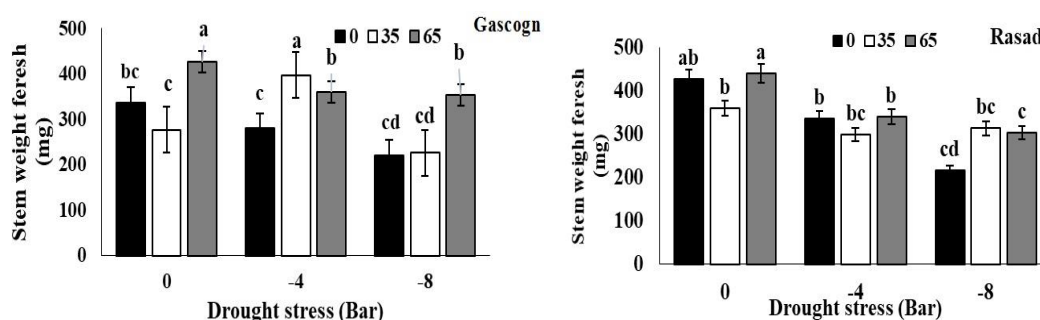 Gascogn
0 35 65
Stem weight feresh
(mg)
500
400
300
200
100
0
bc c a
c a b
cd cd b
0 -4 -8
Drought stress (Bar)
Rasad
0 35 65
Stem weight feresh
(mg)
500
400
300
200
100
0
ab b a
b bc b
cd bc c
0 -4 -8
Drought stress (Bar)